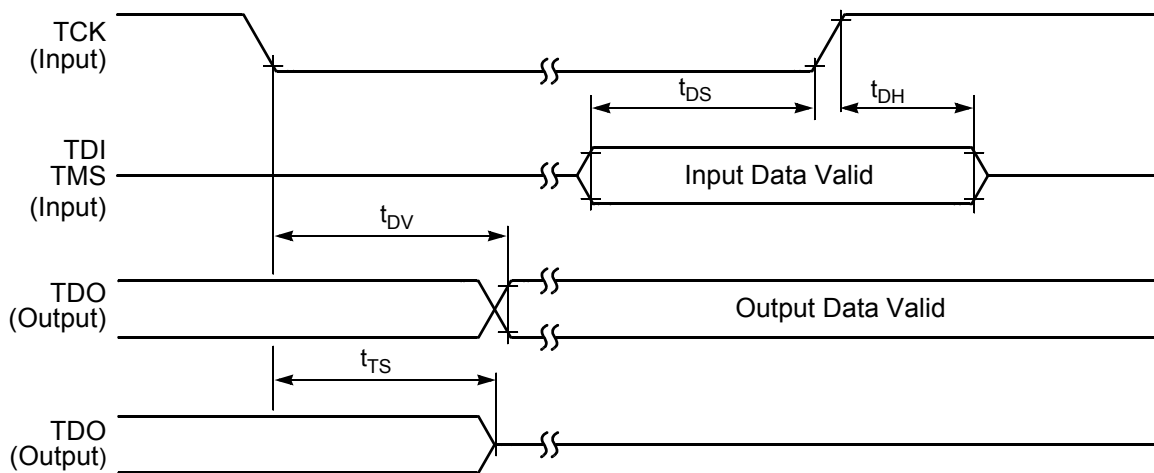 TCK
(Input)
tDS
tDH
TDI
TMS
(Input)
Input Data Valid
tDV
TDO
(Output)
Output Data Valid
tTS
TDO
(Output)